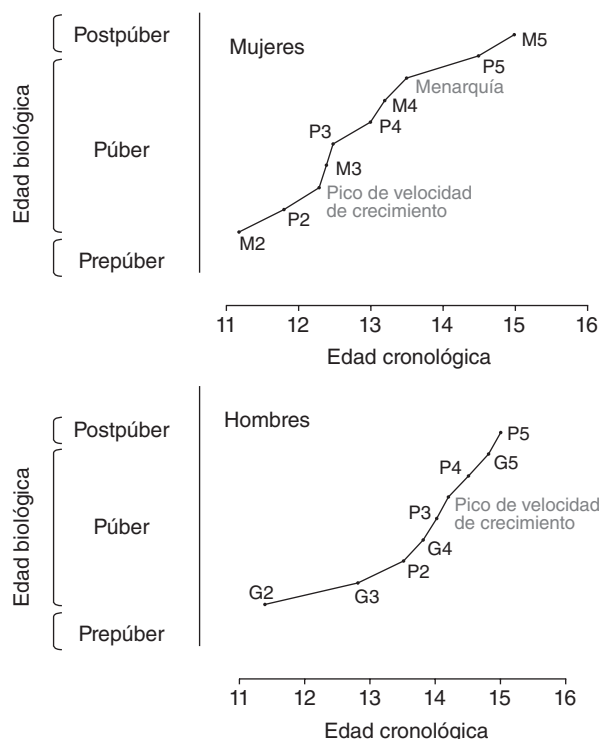 Mujeres
Edad biológica
Postpúber
Púber
Prepúber
M5
P5
Menarquía
M4
P4
P3
M3
Pico de velocidad
de crecimiento
P2
M2
11 12 13 14 15 16
Edad cronológica
Hombres
Edad biológica
Postpúber
Púber
Prepúber
P5
G5
P4
Pico de velocidad
de crecimiento
P3
G4
P2
G3
G2
11 12 13 14 15 16
Edad cronológica